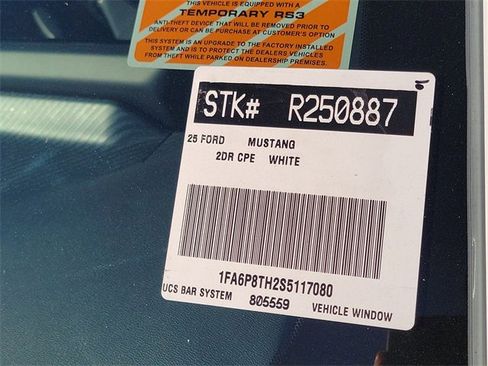 THIS VEHICLE IS EQUIPPED WITH A
TEMPORARY RS3
ANTI-THEFT DEVICE THAT WILL BE REMOVED PRIOR TO
DELIVERY OR CAN BE PURCHASED AT CUSTOMER'S OPTION
THIS SYSTEM IS AN UPGRADE TO THE FACTORY INSTALLED
SYSTEM AND IS TO PROTECT THE DEALERS VEHICLES
FROM THEFT WHILE PARKED ON DEALERSHIP PREMISES.
STK# R250887
25 FORD MUSTANG
2DR CPE WHITE
1FA6P8TH2S5117080
UCS BAR SYSTEM 805559 VEHICLE WINDOW